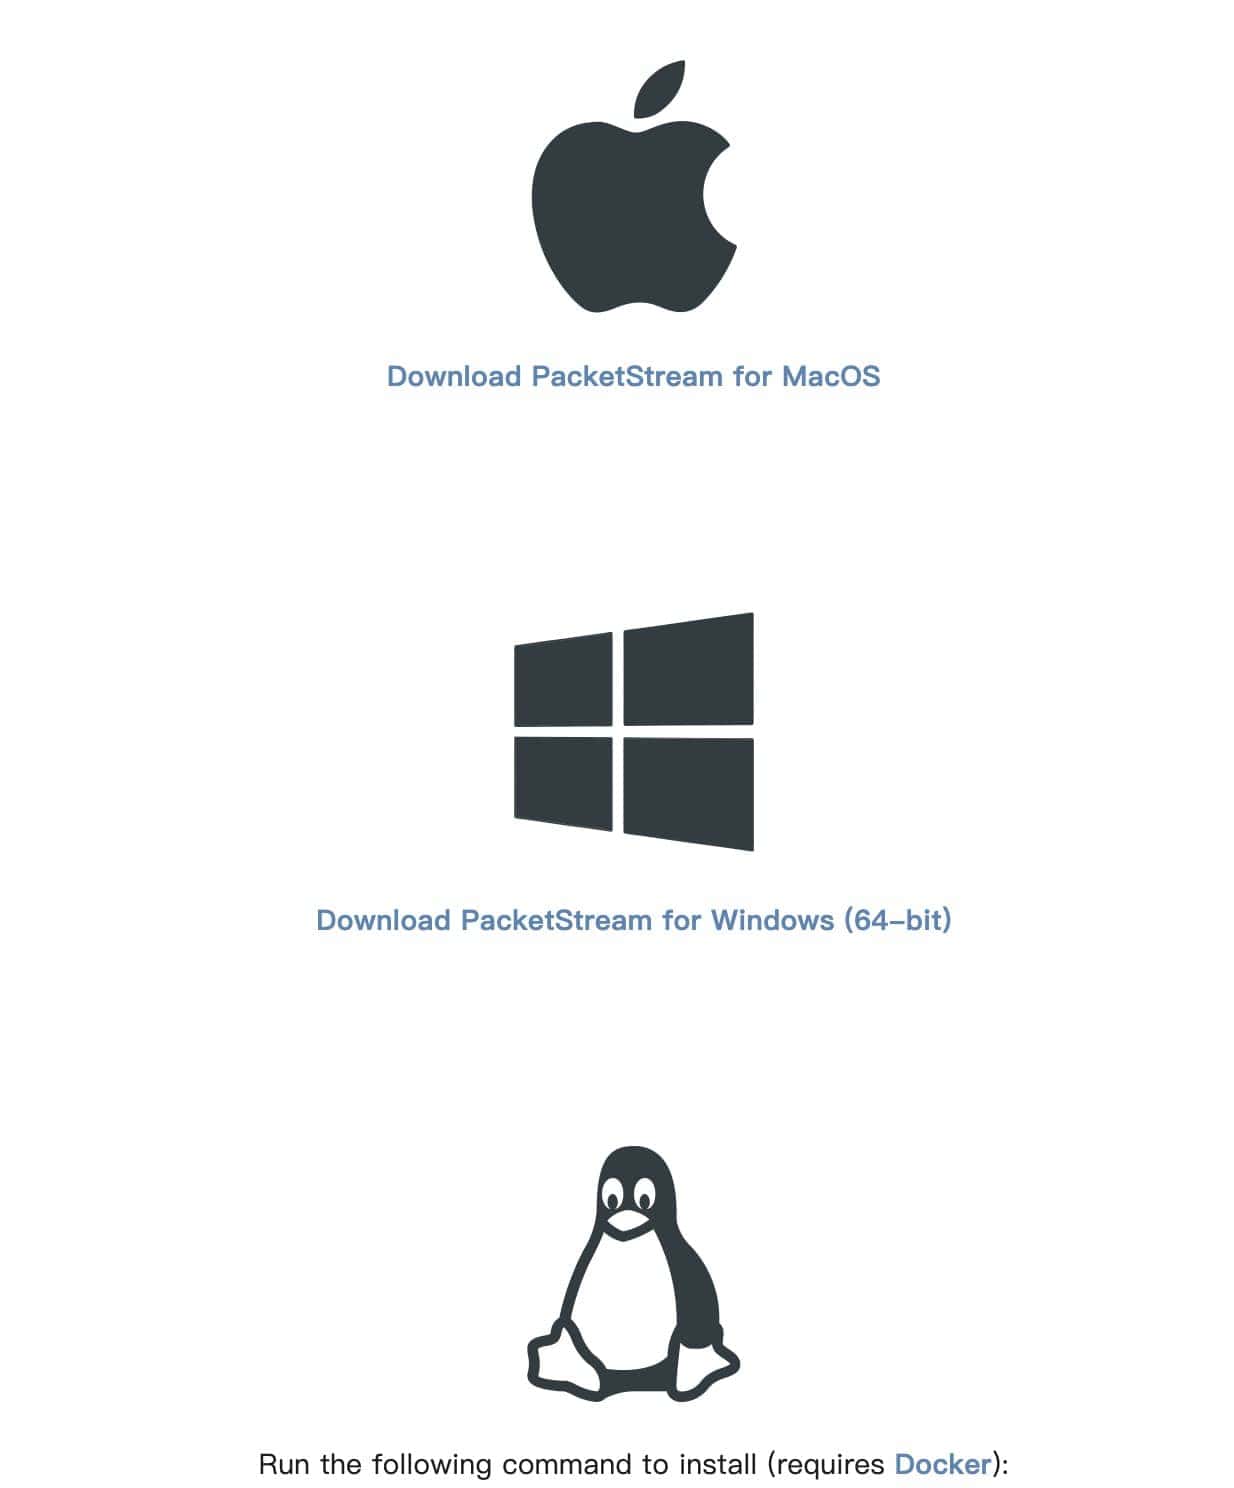 Download PacketStream for MacOS
Download PacketStream for Windows (64-bit)
Run the following command to install (requires Docker):